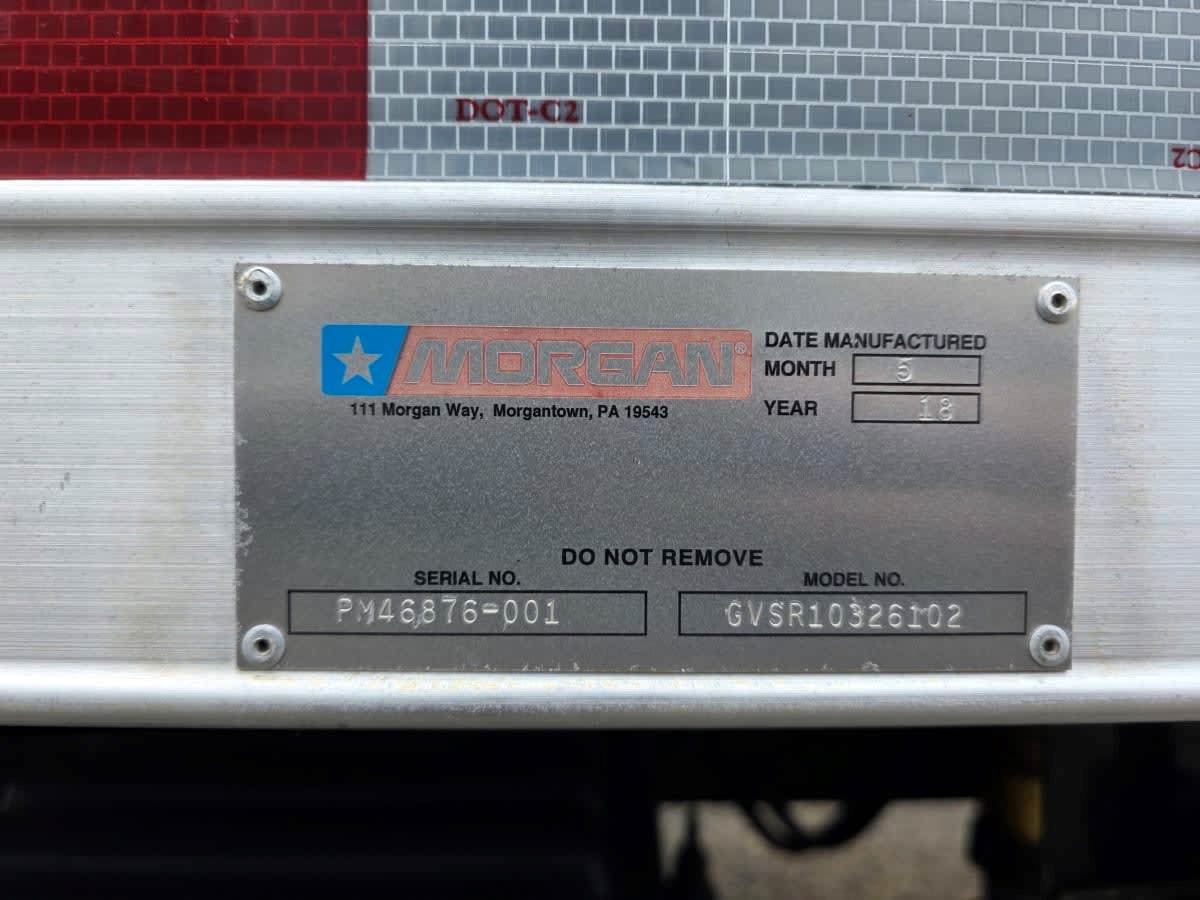 DOT-C2
C2
MORGAN®
111 Morgan Way, Morgantown, PA 19543
DATE MANUFACTURED
MONTH 5
YEAR 18
DO NOT REMOVE
SERIAL NO.
PM46876-001
MODEL NO.
GVSR10326102